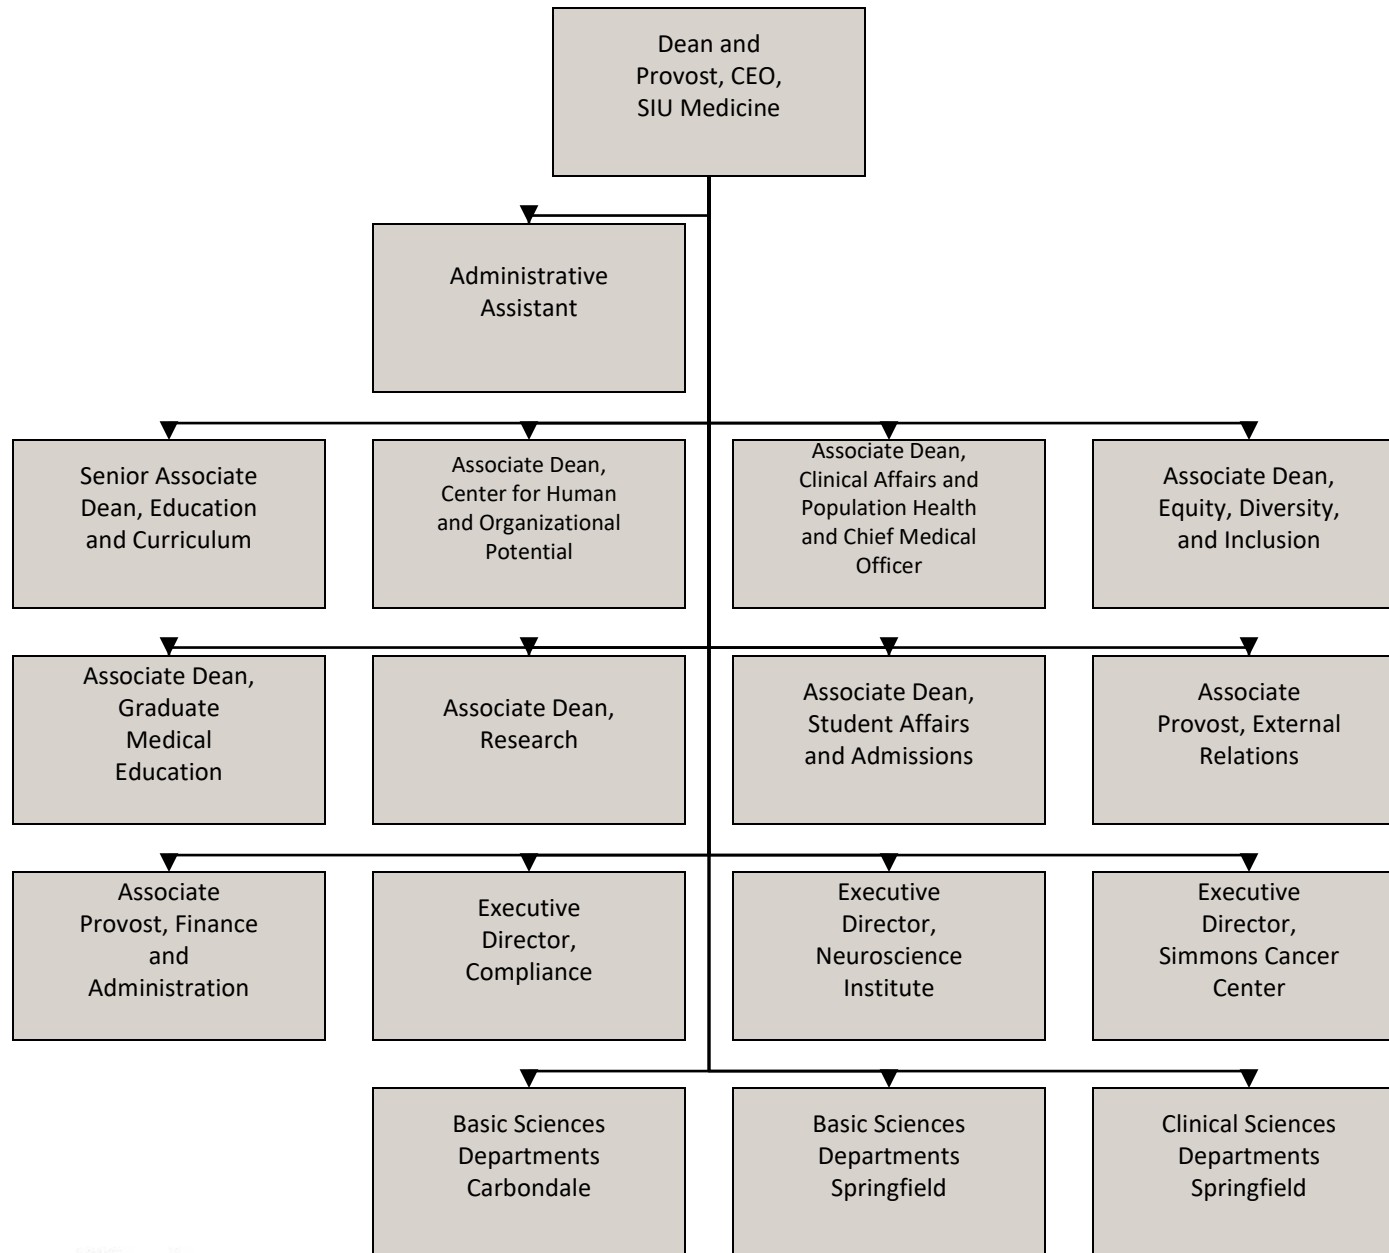 Dean and
Provost, CEO,
SIU Medicine
Administrative
Assistant
Senior Associate
Dean, Education
and Curriculum
Associate Dean,
Center for Human
and Organizational
Potential
Associate Dean,
Clinical Affairs and
Population Health
and Chief Medical
Officer
Associate Dean,
Equity, Diversity,
and Inclusion
Associate Dean,
Graduate
Medical
Education
Associate Dean,
Research
Associate Dean,
Student Affairs
and Admissions
Associate
Provost, External
Relations
Associate
Provost, Finance
and
Administration
Executive
Director,
Compliance
Executive
Director,
Neuroscience
Institute
Executive
Director,
Simmons Cancer
Center
Basic Sciences
Departments
Carbondale
Basic Sciences
Departments
Springfield
Clinical Sciences
Departments
Springfield